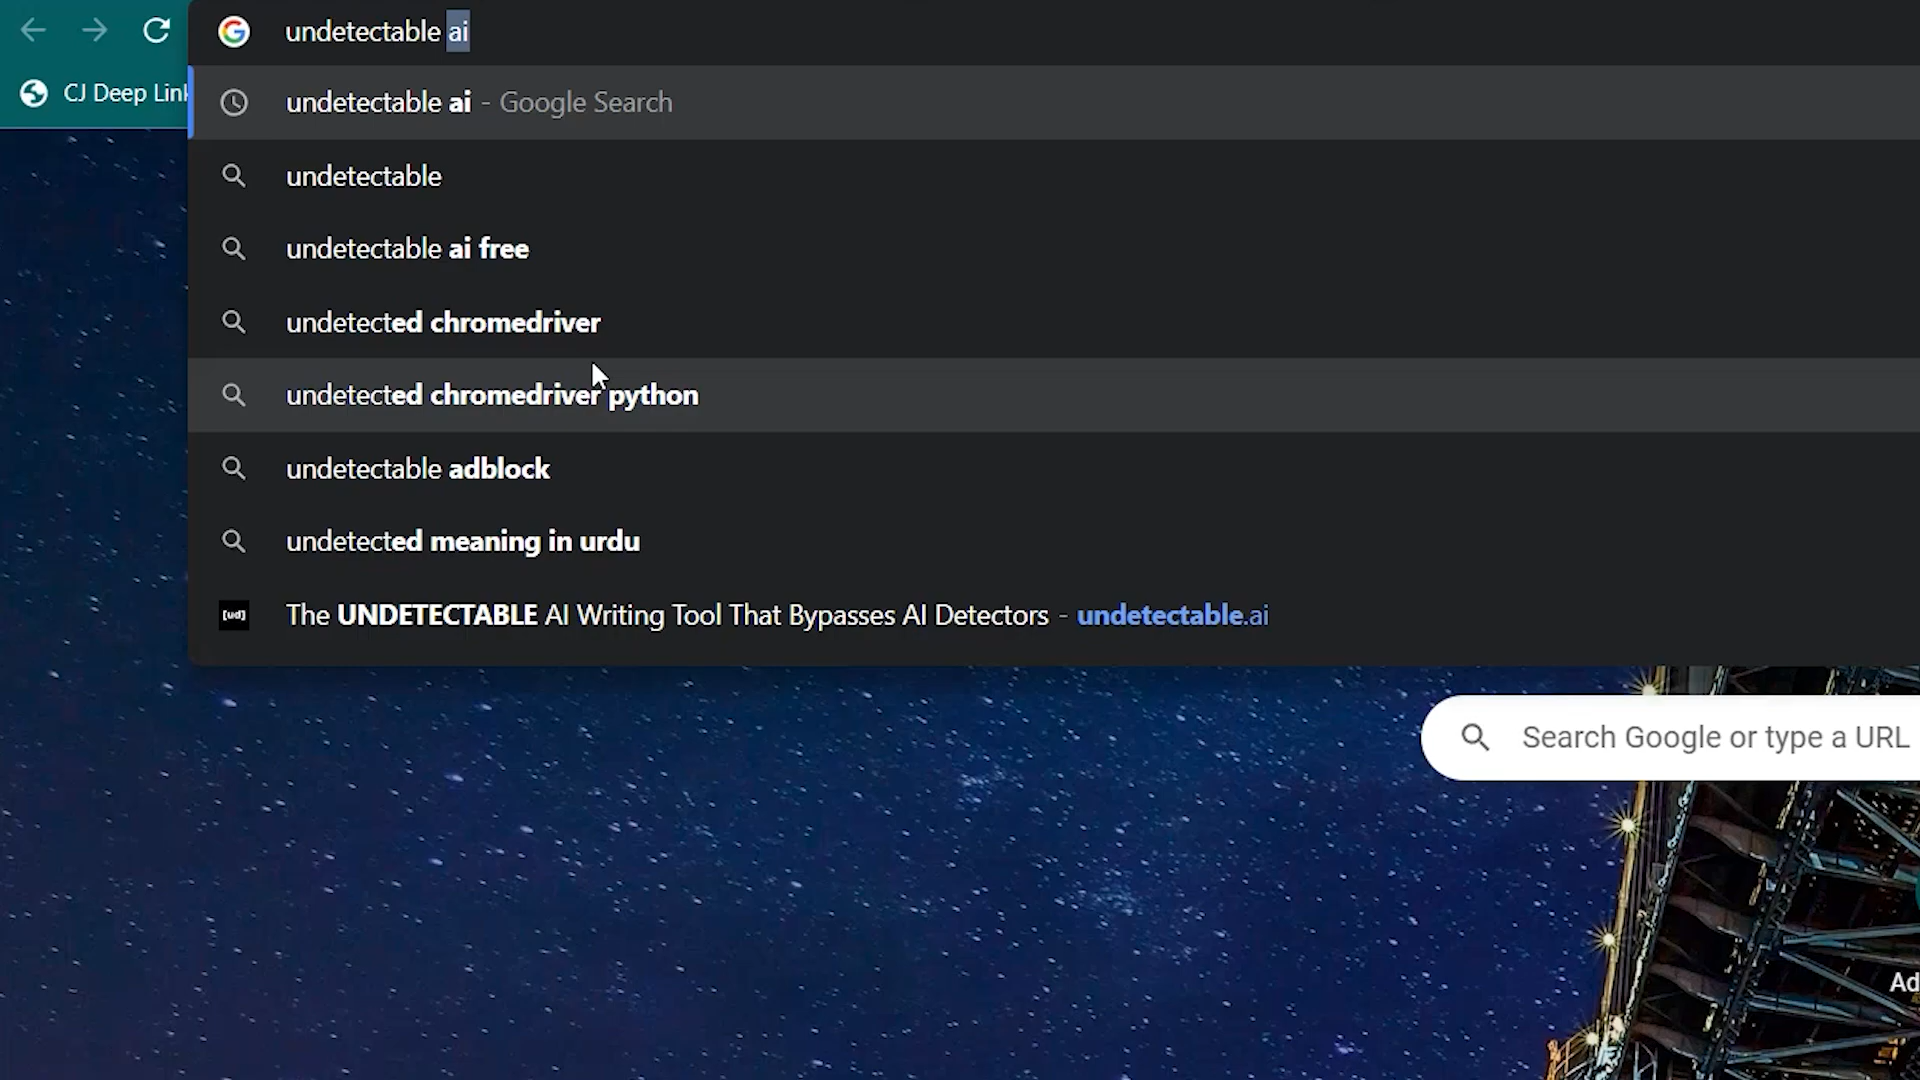 undetectable ai
CJ Deep Link
undetectable ai - Google Search
undetectable
undetectable ai free
undetected chromedriver
undetected chromedriver python
undetectable adblock
undetected meaning in urdu
[ud] The UNDETECTABLE AI Writing Tool That Bypasses AI Detectors - undetectable.ai
Search Google or type a URL
Ad